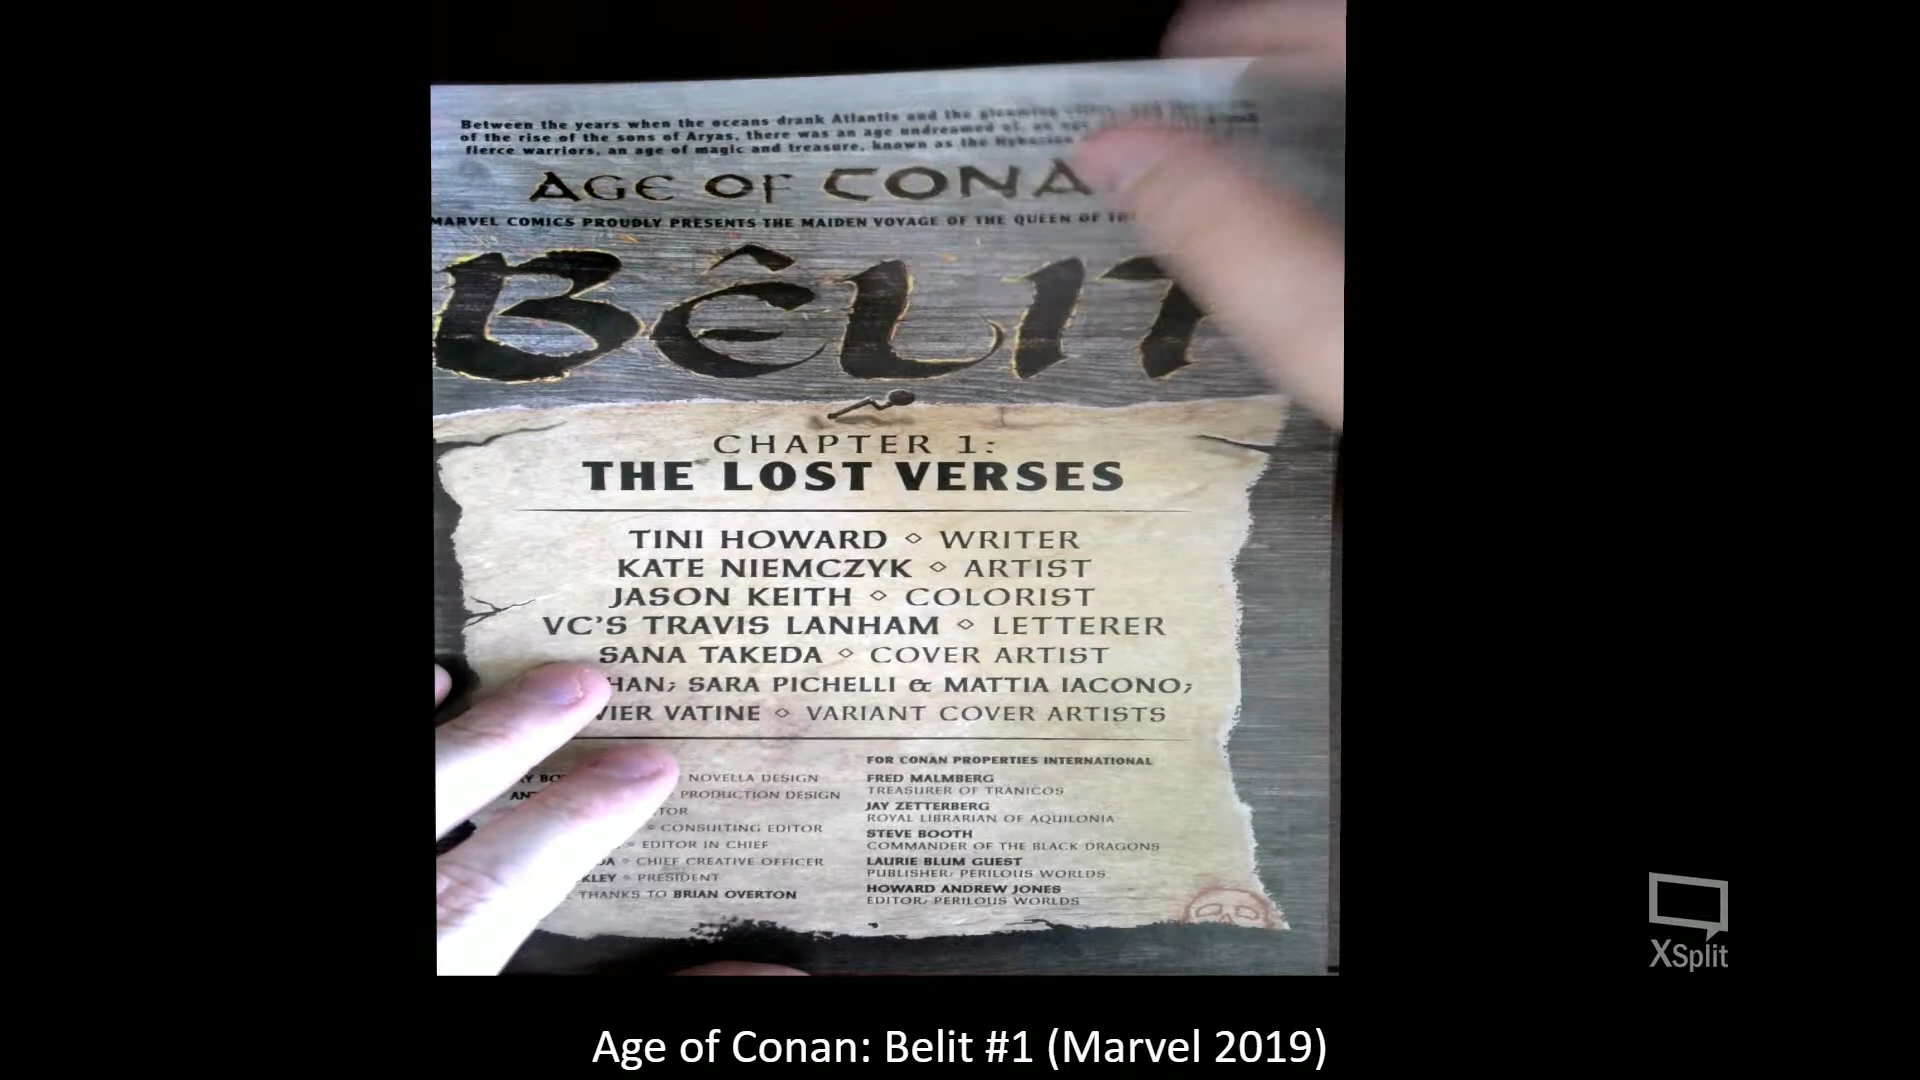 Between the years when the oceans drank Atlantis and the gleaming
of the rise of the sons of Aryas, there was an age undreamed of, an age
fierce warriors, an age of magic and treasure, known as the Hyborian
AGE OF CONA
MARVEL COMICS PROUDLY PRESENTS THE MAIDEN VOYAGE OF THE QUEEN OF
BÊLIT
CHAPTER 1:
THE LOST VERSES
TINI HOWARD ◇ WRITER
KATE NIEMCZYK ◇ ARTIST
JASON KEITH ◇ COLORIST
VC'S TRAVIS LANHAM ◇ LETTERER
SANA TAKEDA ◇ COVER ARTIST
HAN; SARA PICHELLI & MATTIA IACONO;
VIER VATINE ◇ VARIANT COVER ARTISTS
NOVELLA DESIGN
PRODUCTION DESIGN
TOR
◇ CONSULTING EDITOR
◇ EDITOR IN CHIEF
DA ◇ CHIEF CREATIVE OFFICER
KLEY ◇ PRESIDENT
THANKS TO BRIAN OVERTON
FOR CONAN PROPERTIES INTERNATIONAL
FRED MALMBERG
TREASURER OF TRANICOS
JAY ZETTERBERG
ROYAL LIBRARIAN OF AQUILONIA
STEVE BOOTH
COMMANDER OF THE BLACK DRAGONS
LAURIE BLUM GUEST
PUBLISHER, PERILOUS WORLDS
HOWARD ANDREW JONES
EDITOR, PERILOUS WORLDS
XSplit
Age of Conan: Belit #1 (Marvel 2019)